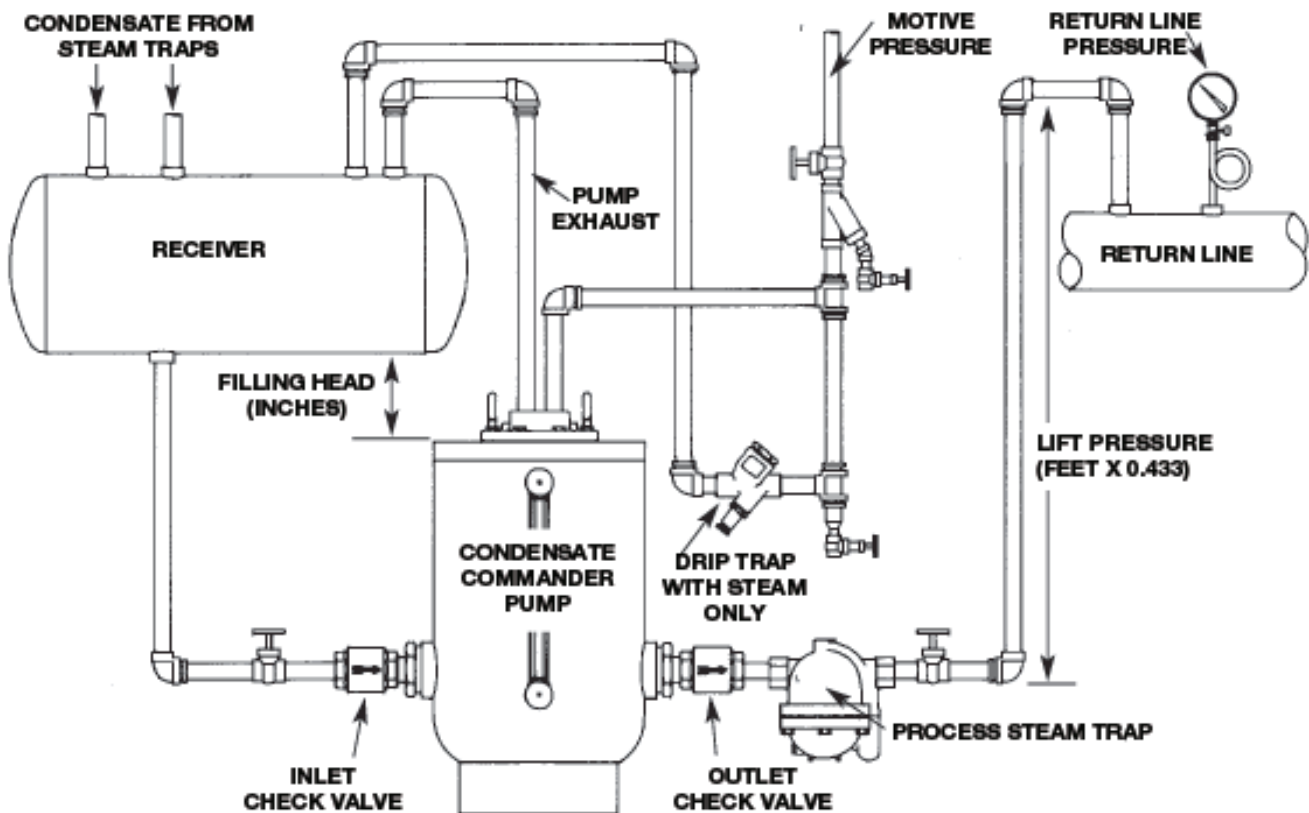 CONDENSATE FROM
STEAM TRAPS
MOTIVE
PRESSURE
RETURN LINE
PRESSURE
PUMP
EXHAUST
RECEIVER
RETURN LINE
FILLING HEAD
(INCHES)
LIFT PRESSURE
(FEET X 0.433)
CONDENSATE
COMMANDER
PUMP
DRIP TRAP
WITH STEAM
ONLY
PROCESS STEAM TRAP
INLET
CHECK VALVE
OUTLET
CHECK VALVE